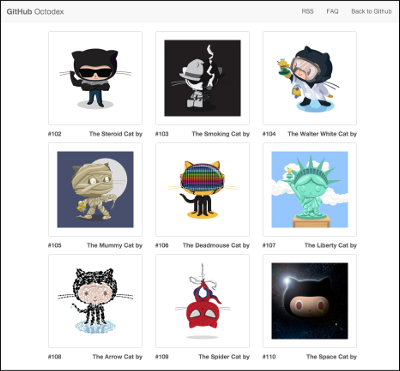 GitHub Octodex RSS FAQ Back to Github
#102 The Steroid Cat by
#103 The Smoking Cat by
#104 The Walter White Cat by
#105 The Mummy Cat by
#106 The Deadmouse Cat by
#107 The Liberty Cat by
#108 The Arrow Cat by
#109 The Spider Cat by
#110 The Space Cat by